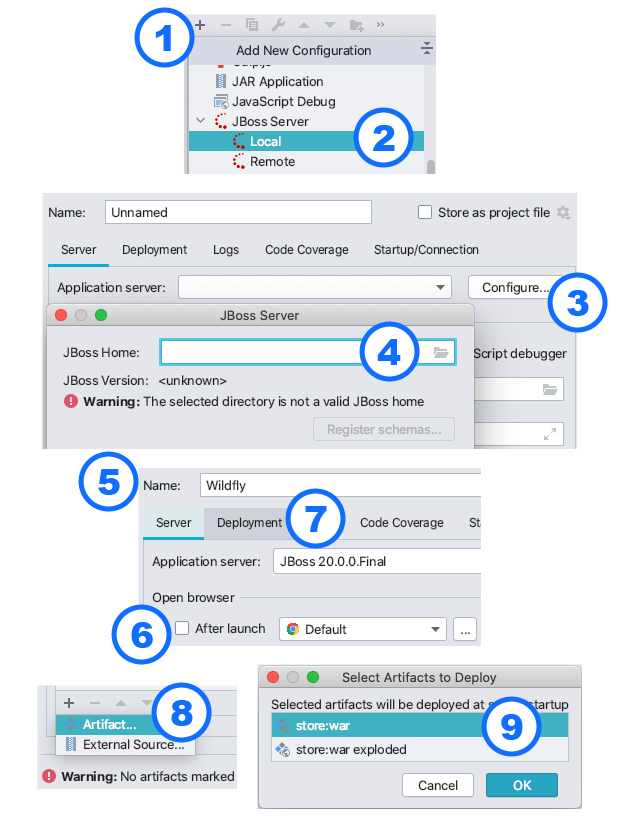 1
Add New Configuration
JAR Application
JavaScript Debug
JBoss Server
2
Local
Remote
Name: Unnamed Store as project file
Server Deployment Logs Code Coverage Startup/Connection
Application server: Configure...
3
JBoss Server
JBoss Home: 4 Script debugger
JBoss Version: <unknown>
Warning: The selected directory is not a valid JBoss home
Register schemas...
5 Name: Wildfly
Server Deployment 7 Code Coverage
Application server: JBoss 20.0.0.Final
Open browser
6 After launch Default ...
8
Artifact...
External Source...
Warning: No artifacts marked
Select Artifacts to Deploy
Selected artifacts will be deployed at startup
store:war 9
store:war exploded
Cancel OK